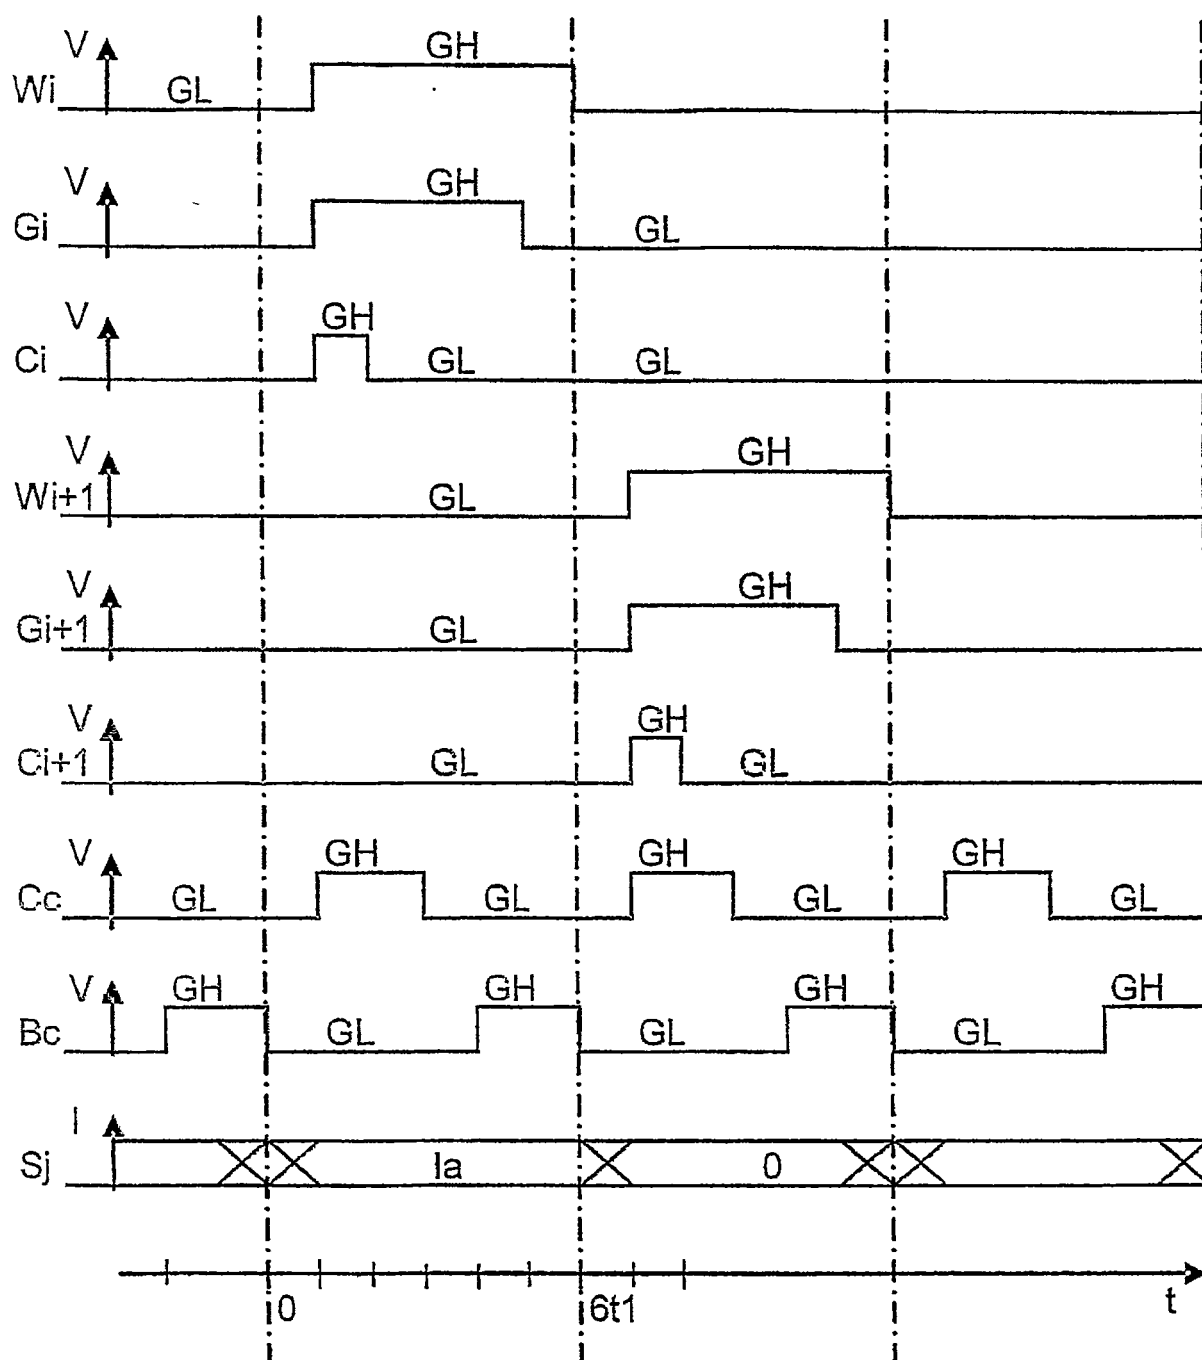 V GH
Wi GL
V GH
Gi GL
V GH
Ci GL GL
V GH
Wi+1 GL
V GH
Gi+1 GL
V GH
Ci+1 GL GL
V GH GH GH
Cc GL GL GL GL
V GH GH GH GH
Bc GL GL GL
I
Sj Ia 0
0 6t1 t